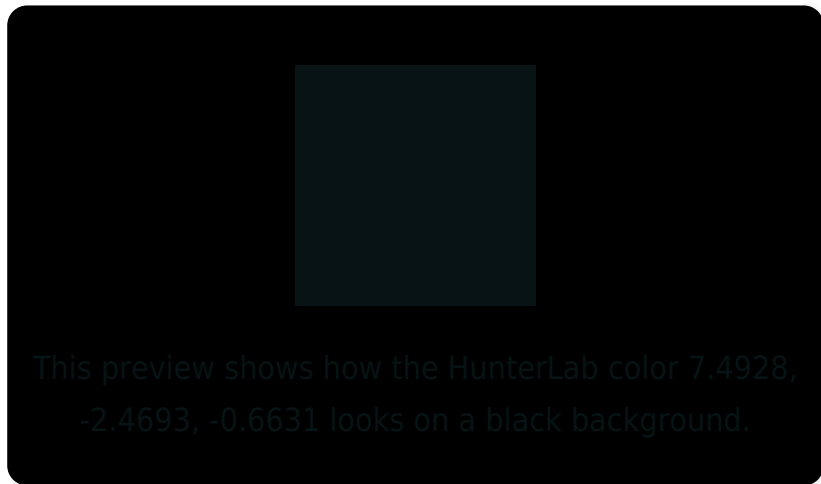 This preview shows how the HunterLab color 7.4928,
-2.4693, -0.6631 looks on a black background.